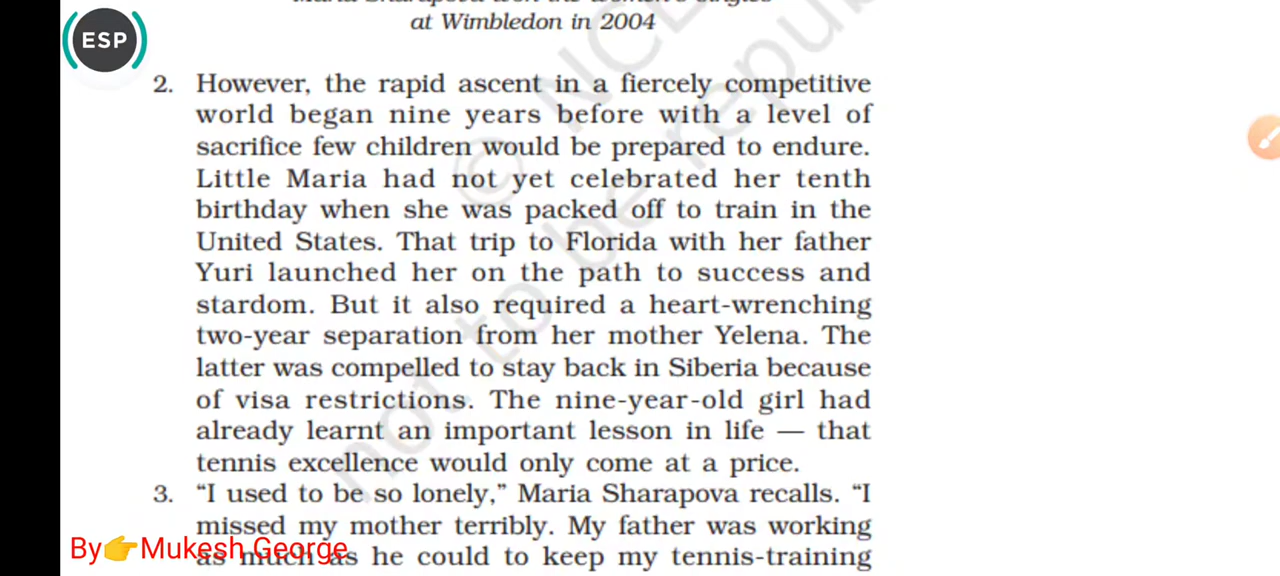 at Wimbledon in 2004
ESP
2. However, the rapid ascent in a fiercely competitive
world began nine years before with a level of
sacrifice few children would be prepared to endure.
Little Maria had not yet celebrated her tenth
birthday when she was packed off to train in the
United States. That trip to Florida with her father
Yuri launched her on the path to success and
stardom. But it also required a heart-wrenching
two-year separation from her mother Yelena. The
latter was compelled to stay back in Siberia because
of visa restrictions. The nine-year-old girl had
already learnt an important lesson in life — that
tennis excellence would only come at a price.
3. “I used to be so lonely,” Maria Sharapova recalls. “I
missed my mother terribly. My father was working
as much as he could to keep my tennis-training
By👉Mukesh George
not to be repub
© NC